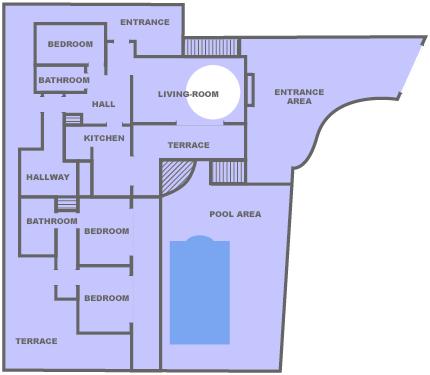 ENTRANCE
BEDROOM
BATHROOM
HALL
LIVING-ROOM
ENTRANCE
AREA
KITCHEN
TERRACE
HALLWAY
BATHROOM
BEDROOM
POOL AREA
BEDROOM
TERRACE